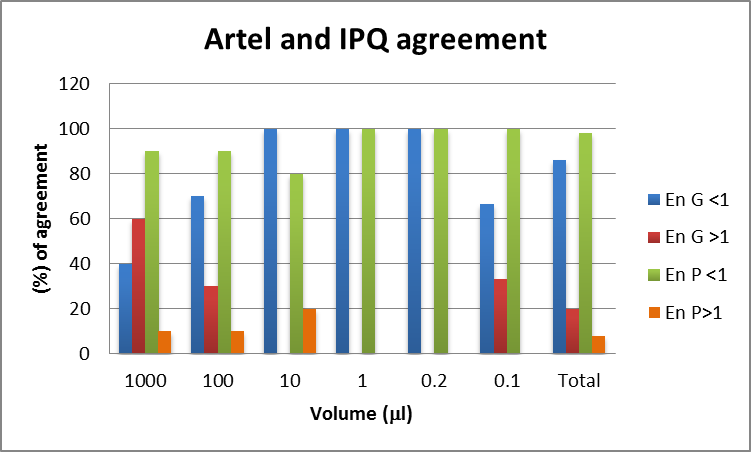 Artel and IPQ agreement
(%) of agreement
120
100
80
60
40
20
0
1000 100 10 1 0.2 0.1 Total
Volume (µl)
En G <1
En G >1
En P <1
En P>1